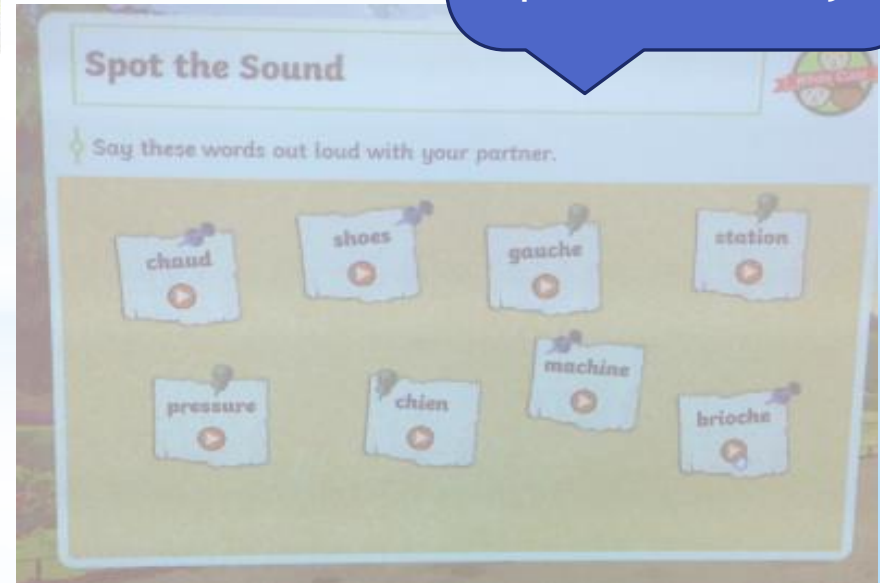 Spot the Sound
Say these words out loud with your partner.
chaud
shoes
gauche
station
pressure
chien
machine
brioche